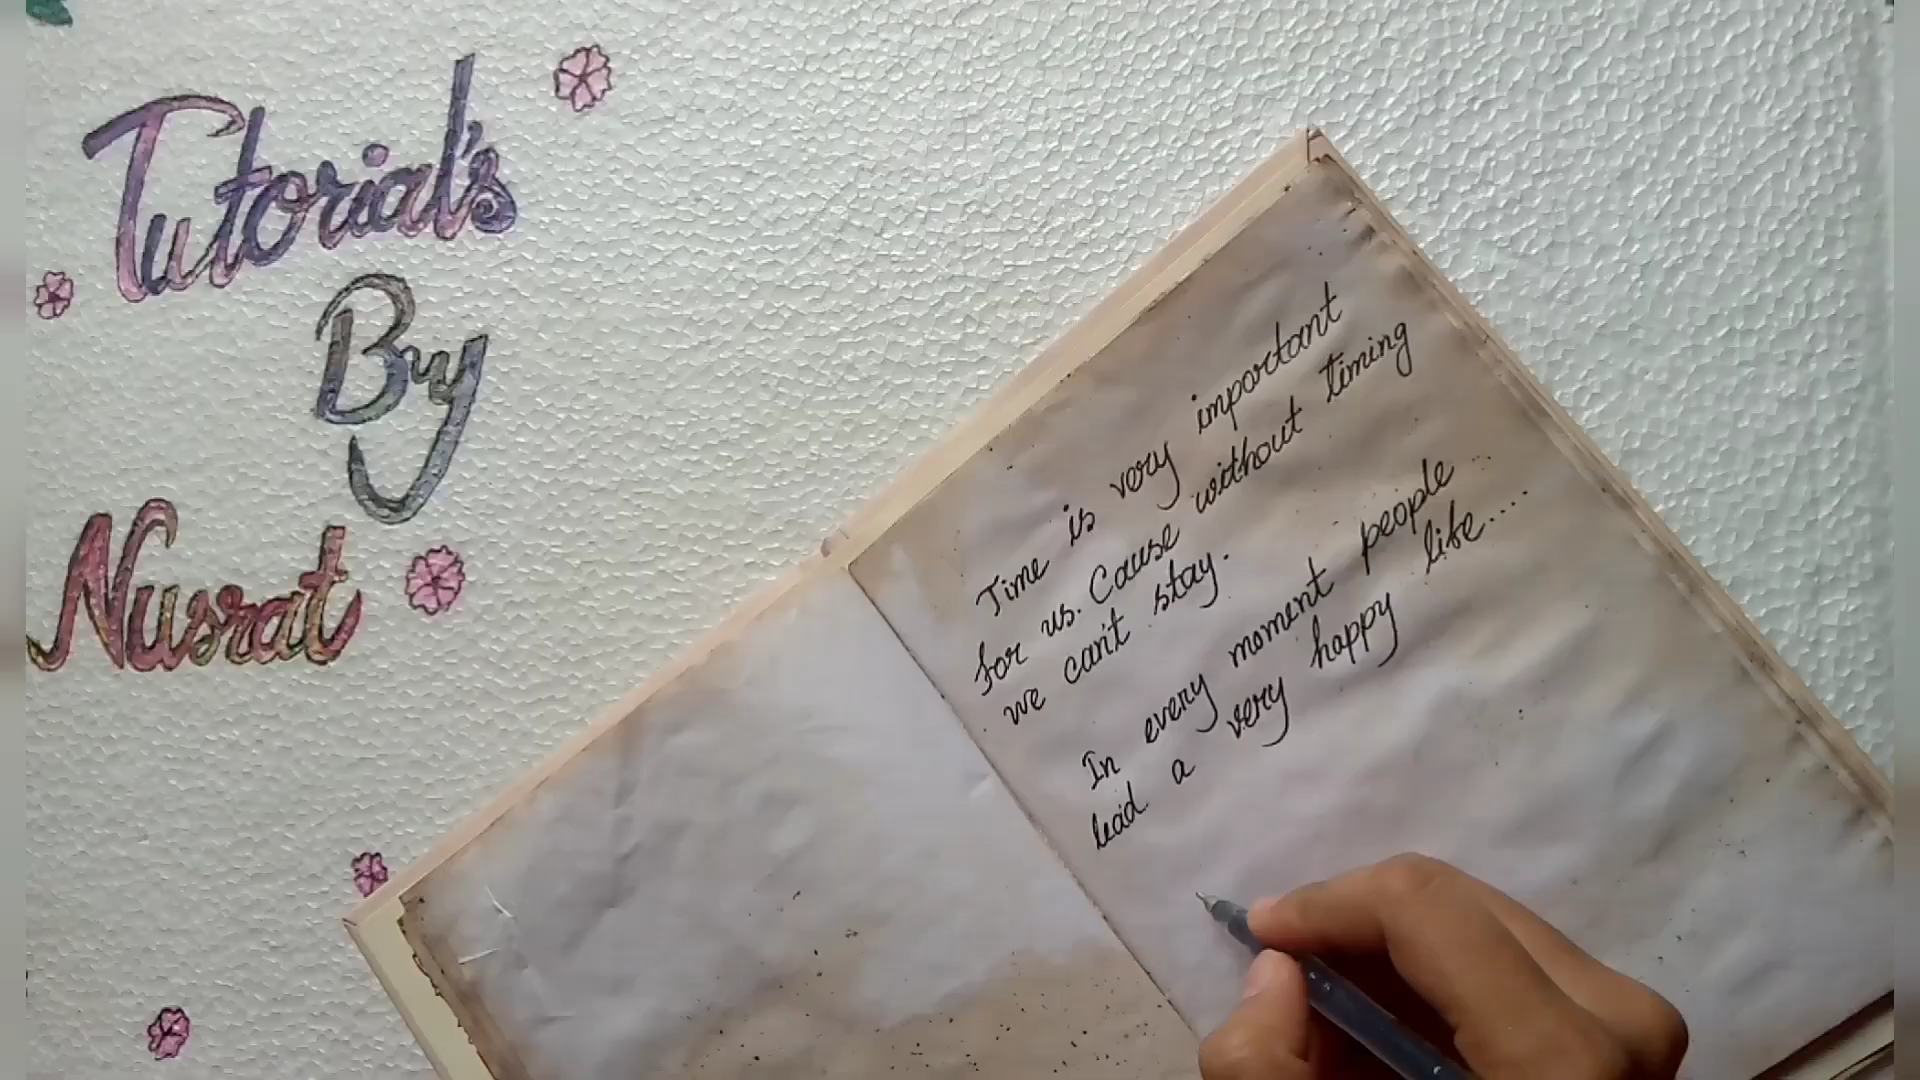 Tutorial's
By
Nusrat
Time is very important
for us. Cause without timing
we can't stay.
In every moment people
lead a very happy life...